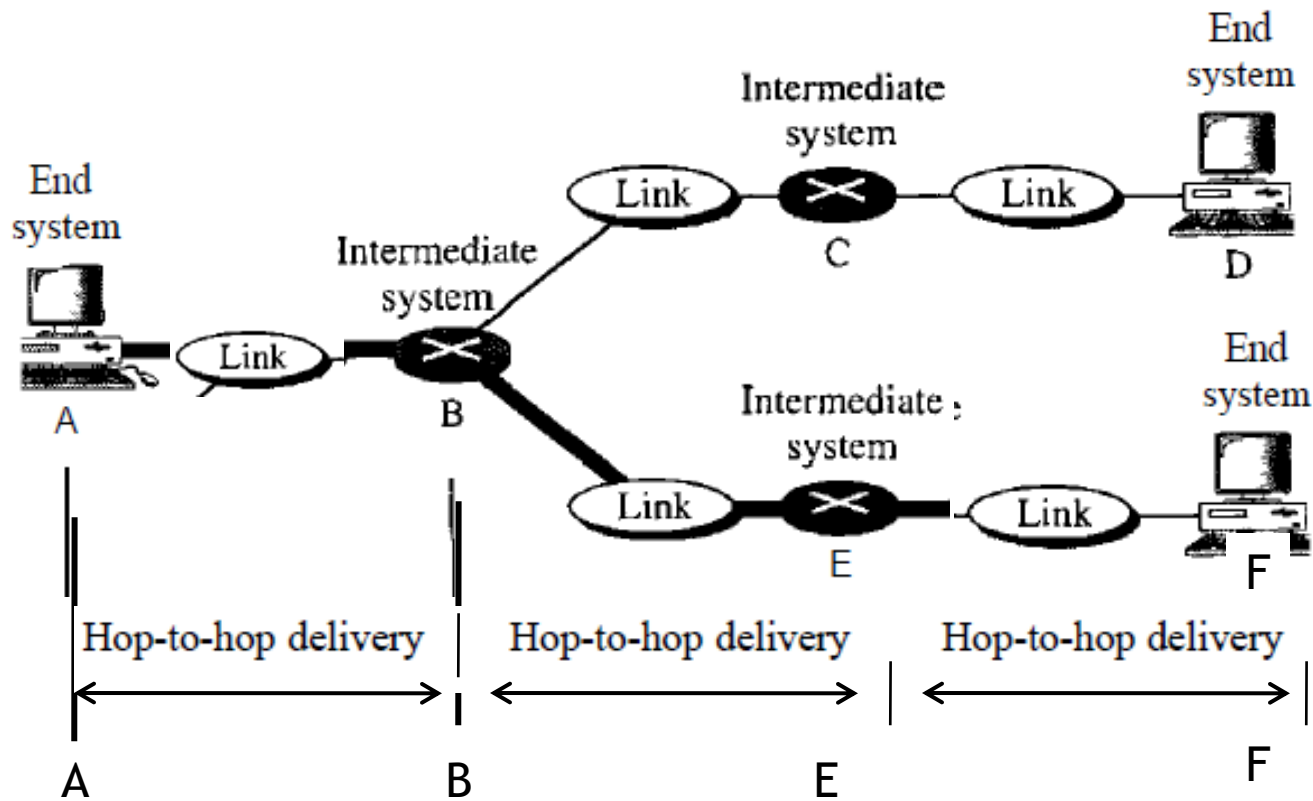 End
system
Intermediate
system
End
system
Link
Link
C
D
Intermediate
system
Link
A
B
End
system
Intermediate
system
Link
Link
E
F
Hop-to-hop delivery
Hop-to-hop delivery
Hop-to-hop delivery
A
B
E
F